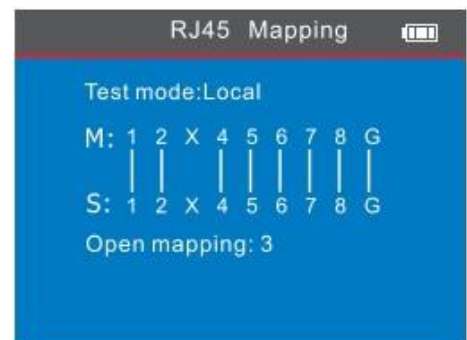 RJ45 Mapping
Test mode:Local
M: 1 2 X 4 5 6 7 8 G
S: 1 2 X 4 5 6 7 8 G
Open mapping: 3